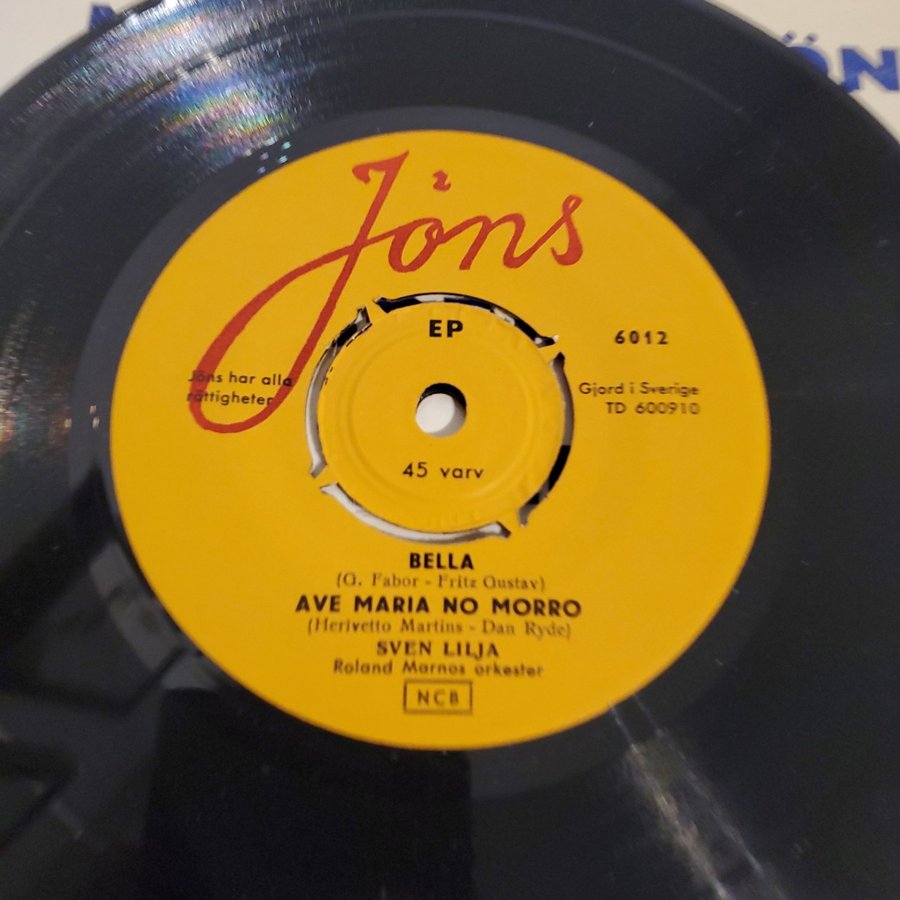 Jöns
EP
6012
Jöns har alla
rättigheter
Gjord i Sverige
TD 600910
45 varv
BELLA
(G. Fabor - Fritz Gustav)
AVE MARIA NO MORRO
(Herivetto Martins - Dan Ryde)
SVEN LILJA
Roland Marnos orkester
NCB